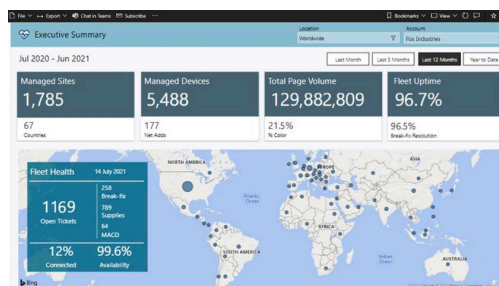 File Export Chat in Teams Subscribe ... Bookmarks View
Executive Summary
Location
Worldwide
Account
Fox Industries
Jul 2020 - Jun 2021
Last Month
Last 3 Months
Last 12 Months
Year to Date
Managed Sites
1,785
67
Countries
Managed Devices
5,488
177
Net Adds
Total Page Volume
129,882,809
21.5%
% Color
Fleet Uptime
96.7%
96.5%
Break-Fix Resolution
Fleet Health 14 July 2021
1169
Open Tickets
258
Break-fix
789
Supplies
64
MACD
12%
Connected
99.6%
Availability
NORTH AMERICA
EUROPE
ASIA
Atlantic
Ocean
AFRICA
SOUTH AMERICA
Indian
Ocean
AUSTRALIA
Bing